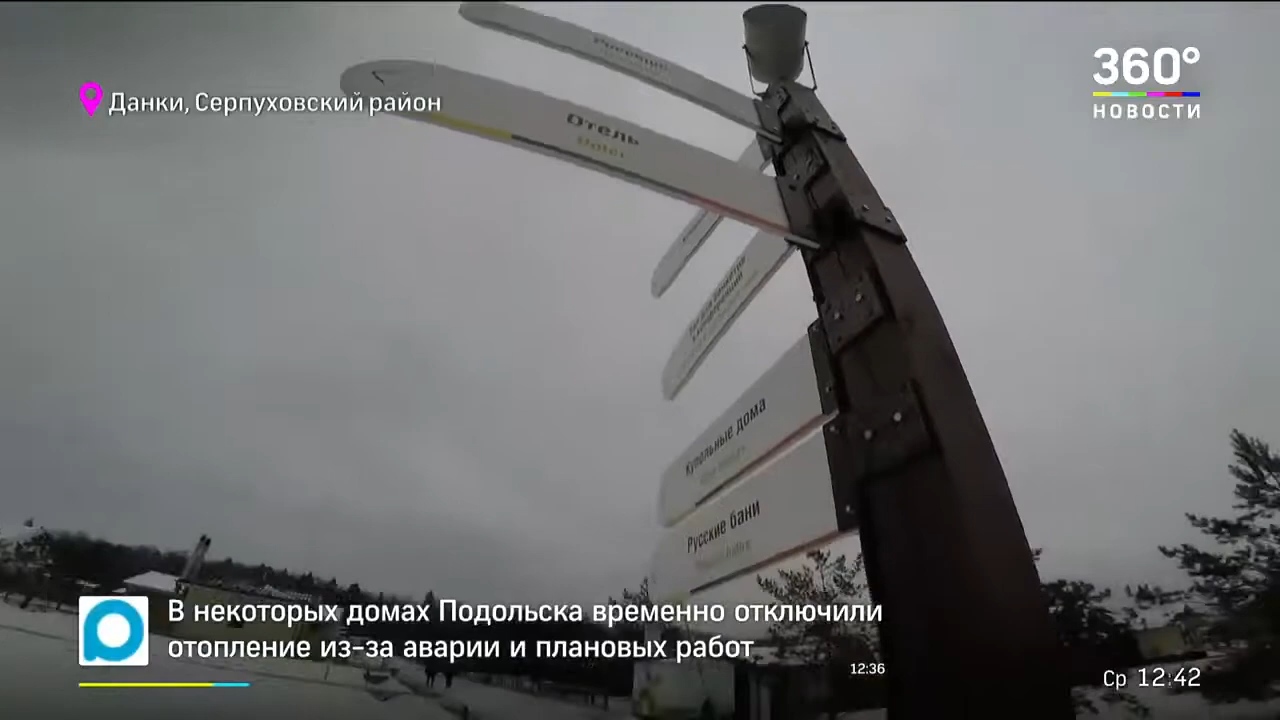 360°
НОВОСТИ
Данки, Серпуховский район
Отель
Hotel
Купольные дома
Русские бани
В некоторых домах Подольска временно отключили
отопление из-за аварии и плановых работ
12:36
Ср 12:42